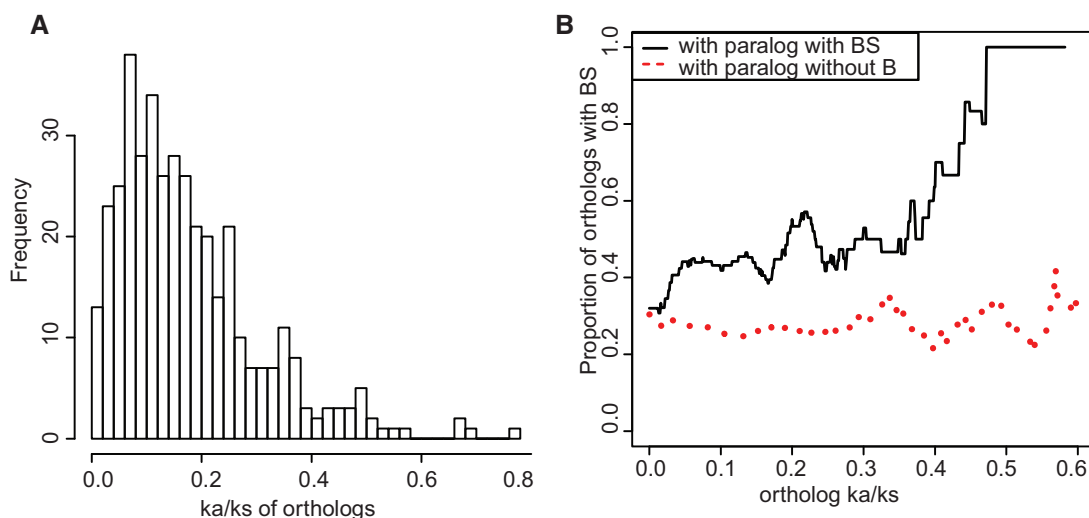 A
Frequency
0
10
20
30
0.0
0.2
0.4
0.6
0.8
ka/ks of orthologs
B
with paralog with BS
with paralog without B
Proportion of orthologs with BS
0.0
0.2
0.4
0.6
0.8
1.0
0.0
0.1
0.2
0.3
0.4
0.5
0.6
ortholog ka/ks